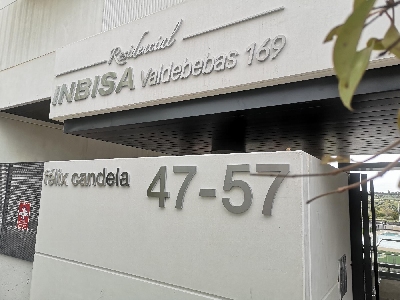 Residencial
INBISA Valdebebas 169
félix candela 47-57